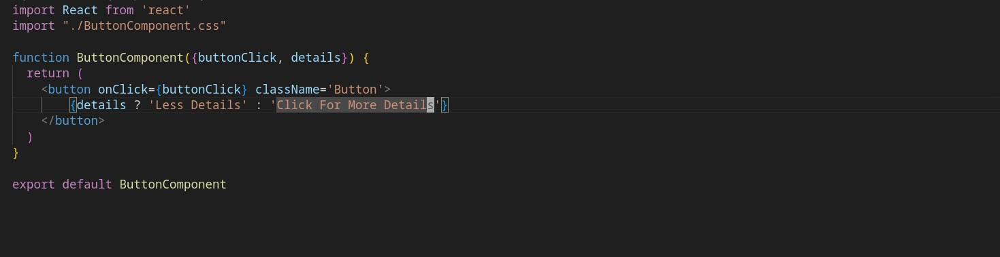 import React from 'react'
import "./ButtonComponent.css"
function ButtonComponent({buttonClick, details}) {
return (
<button onClick={buttonClick} className='Button'>
{details ? 'Less Details' : 'Click For More Details'}
</button>
)
}
export default ButtonComponent